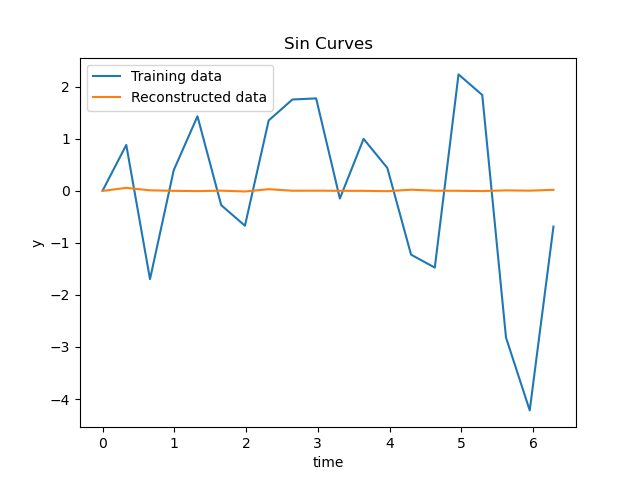 Sin Curves
Training data
Reconstructed data
2
1
0
−1
−2
−3
−4
y
0
1
2
3
4
5
6
time